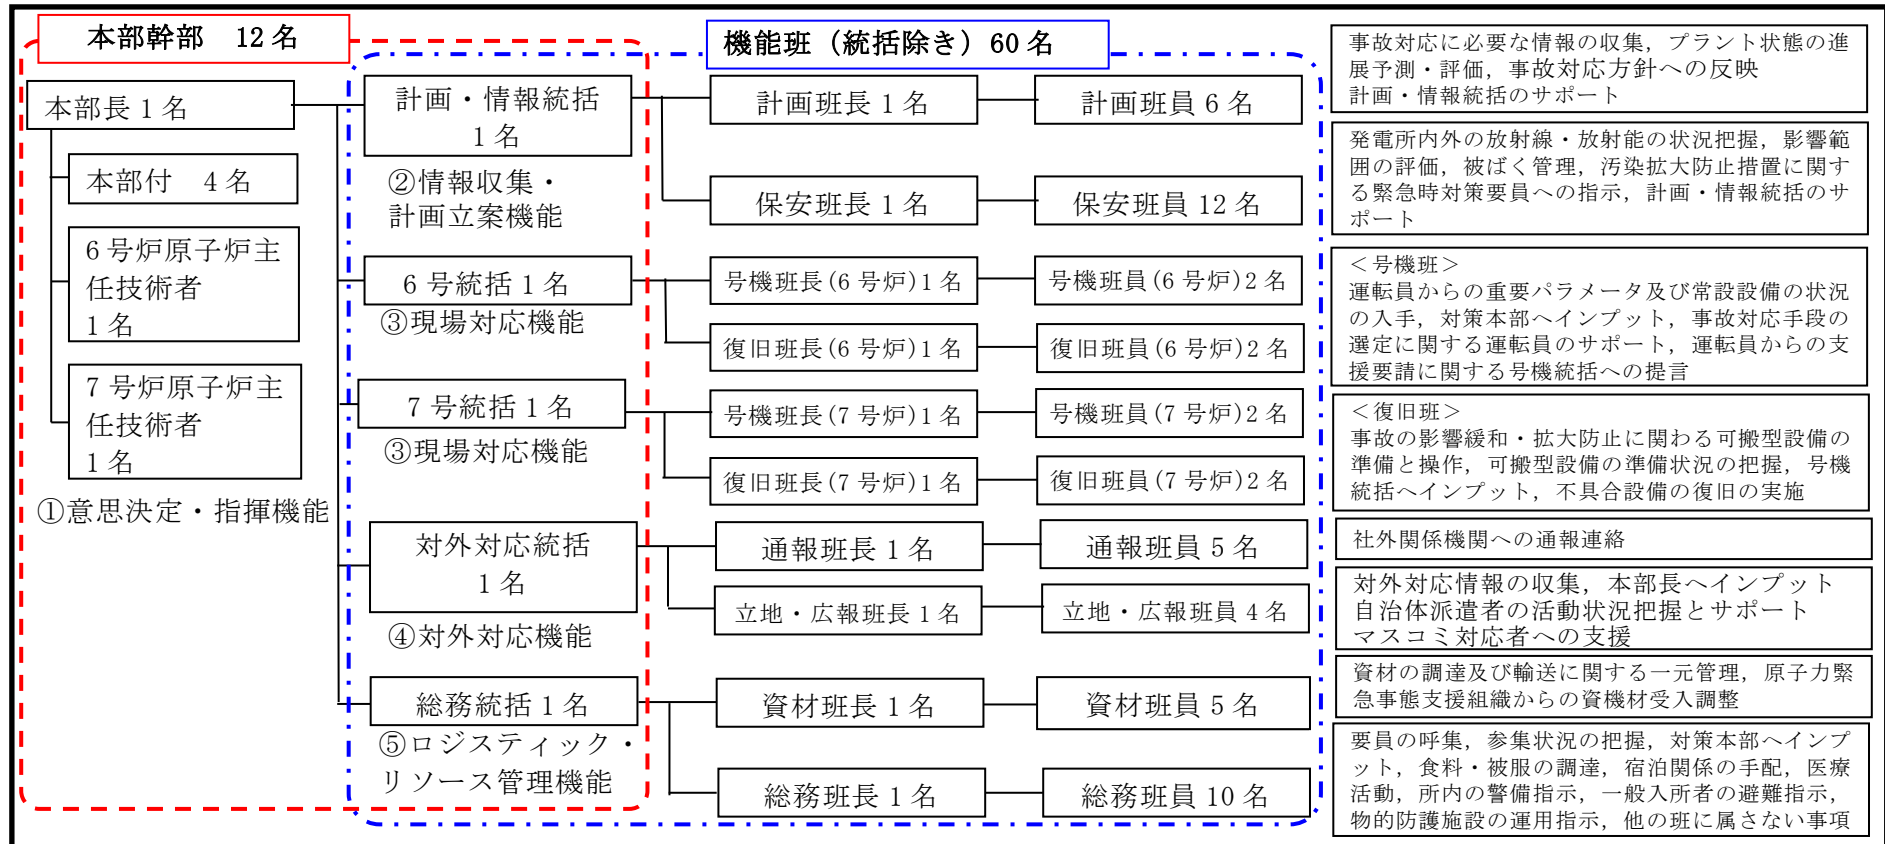 本部幹部　12名
機能班（統括除き）60名
本部長1名
本部付　4名
6号炉原子炉主
任技術者
1名
7号炉原子炉主
任技術者
1名
①意思決定・指揮機能
計画・情報統括
1名
②情報収集・
計画立案機能
計画班長1名
計画班員6名
保安班長1名
保安班員12名
6号統括1名
③現場対応機能
号機班長(6号炉)1名
号機班員(6号炉)2名
復旧班長(6号炉)1名
復旧班員(6号炉)2名
7号統括1名
③現場対応機能
号機班長(7号炉)1名
号機班員(7号炉)2名
復旧班長(7号炉)1名
復旧班員(7号炉)2名
対外対応統括
1名
④対外対応機能
通報班長1名
通報班員5名
立地・広報班長1名
立地・広報班員4名
総務統括1名
⑤ロジスティック・
リソース管理機能
資材班長1名
資材班員5名
総務班長1名
総務班員10名
事故対応に必要な情報の収集，プラント状態の進
展予測・評価，事故対応方針への反映
計画・情報統括のサポート
発電所内外の放射線・放射能の状況把握，影響範
囲の評価，被ばく管理，汚染拡大防止措置に関す
る緊急時対策要員への指示，計画・情報統括のサ
ポート
＜号機班＞
運転員からの重要パラメータ及び常設設備の状況
の入手，対策本部へインプット，事故対応手段の
選定に関する運転員のサポート，運転員からの支
援要請に関する号機統括への提言
＜復旧班＞
事故の影響緩和・拡大防止に関わる可搬型設備の
準備と操作，可搬型設備の準備状況の把握，号機
統括へインプット，不具合設備の復旧の実施
社外関係機関への通報連絡
対外対応情報の収集，本部長へインプット
自治体派遣者の活動状況把握とサポート
マスコミ対応者への支援
資材の調達及び輸送に関する一元管理，原子力緊
急事態支援組織からの資機材受入調整
要員の呼集，参集状況の把握，対策本部へインプ
ット，食料・被服の調達，宿泊関係の手配，医療
活動，所内の警備指示，一般入所者の避難指示，
物的防護施設の運用指示，他の班に属さない事項